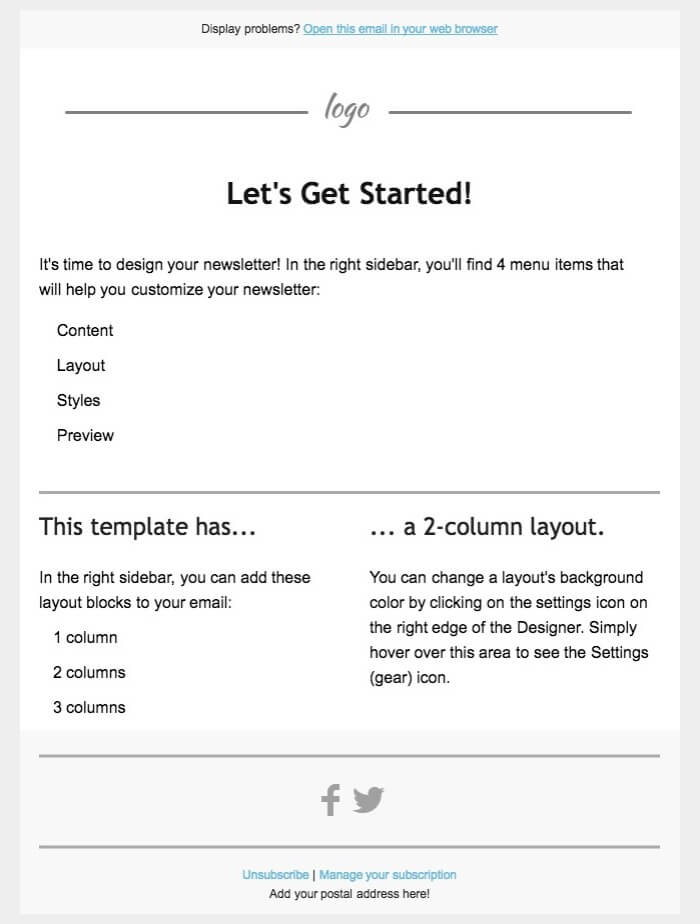 Display problems? Open this email in your web browser
logo
Let's Get Started!
It's time to design your newsletter! In the right sidebar, you'll find 4 menu items that
will help you customize your newsletter:
Content
Layout
Styles
Preview
This template has...
In the right sidebar, you can add these
layout blocks to your email:
1 column
2 columns
3 columns
... a 2-column layout.
You can change a layout's background
color by clicking on the settings icon on
the right edge of the Designer. Simply
hover over this area to see the Settings
(gear) icon.
Unsubscribe | Manage your subscription
Add your postal address here!